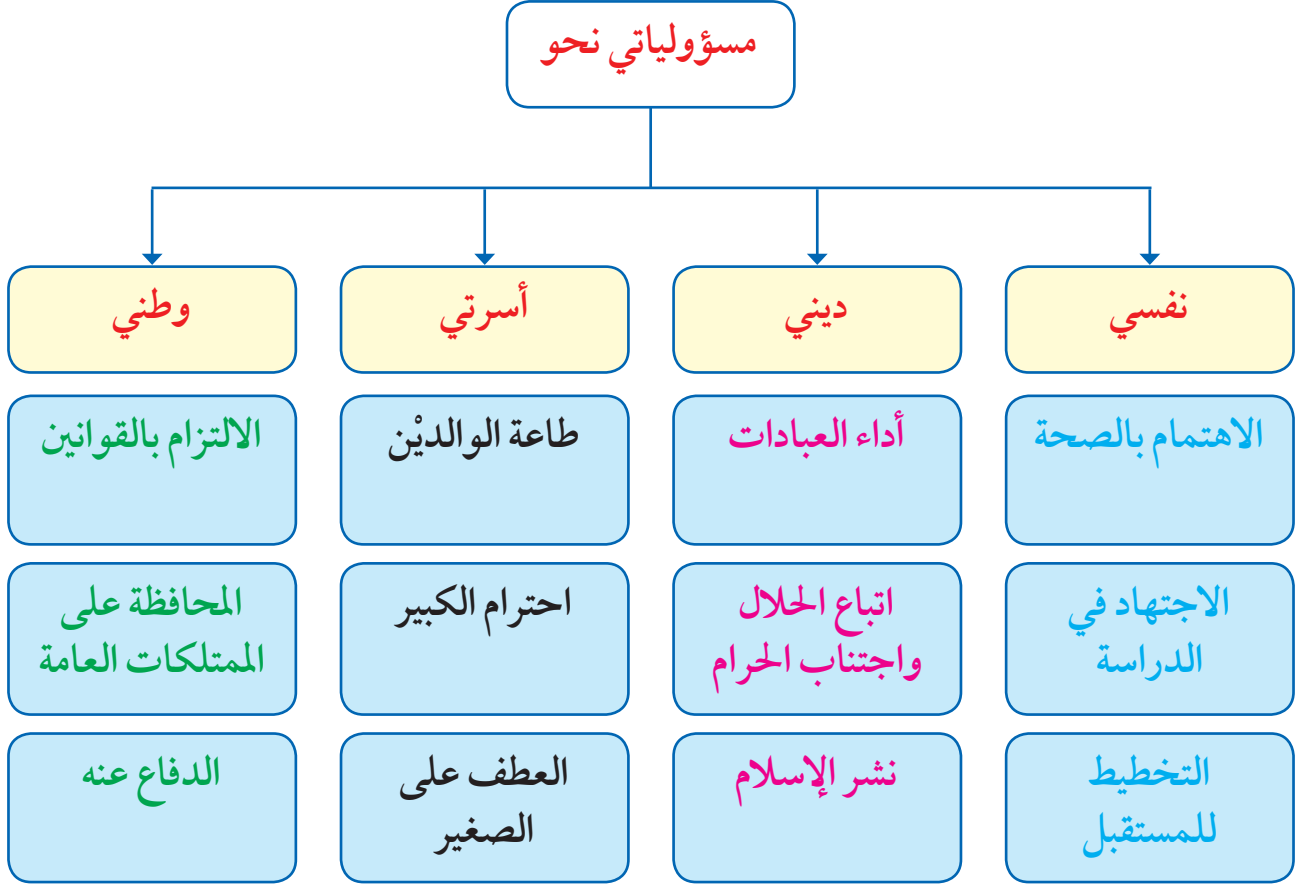 مسؤولياتي نحو
نفسي
ديني
أسرتي
وطني
الاهتمام بالصحة
أداء العبادات
طاعة الوالديْن
الالتزام بالقوانين
الاجتهاد في
الدراسة
اتباع الحلال
واجتناب الحرام
احترام الكبير
المحافظة على
الممتلكات العامة
التخطيط
للمستقبل
نشر الإسلام
العطف على
الصغير
الدفاع عنه